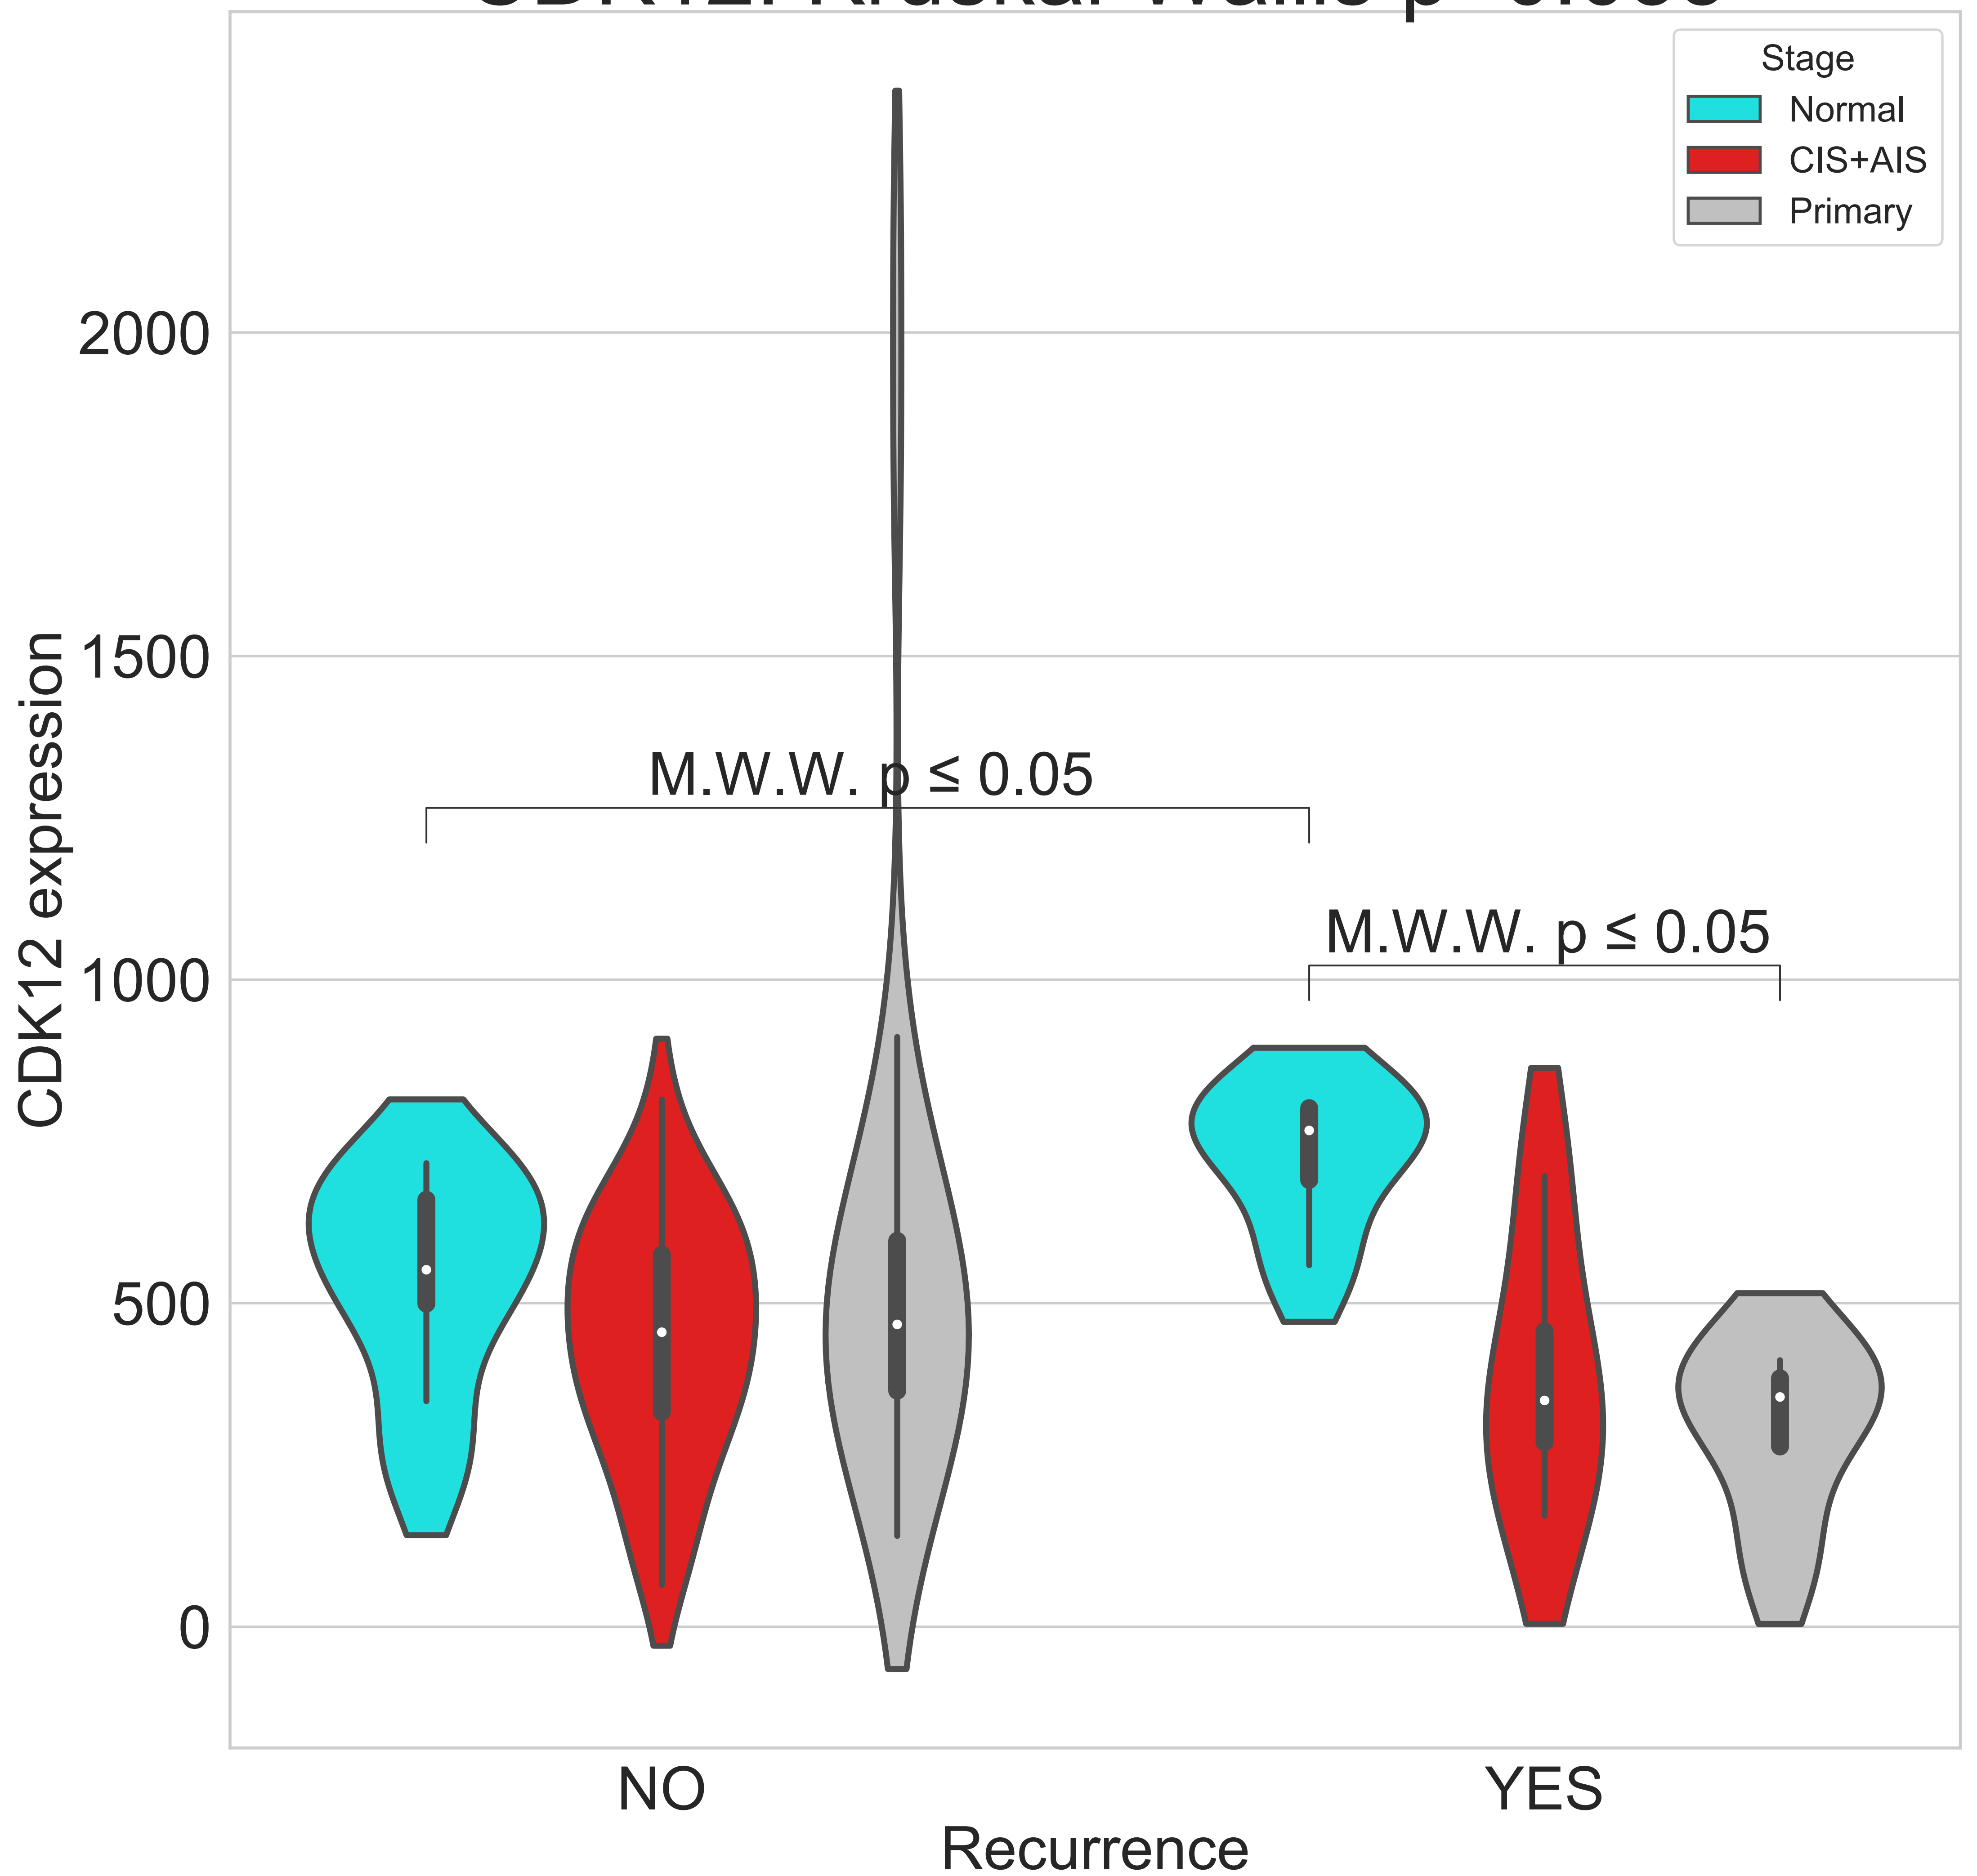 Stage
Normal
CIS+AIS
Primary
2000
1500
1000
500
0
CDK12 expression
M.W.W. p ≤ 0.05
M.W.W. p ≤ 0.05
NO
YES
Recurrence